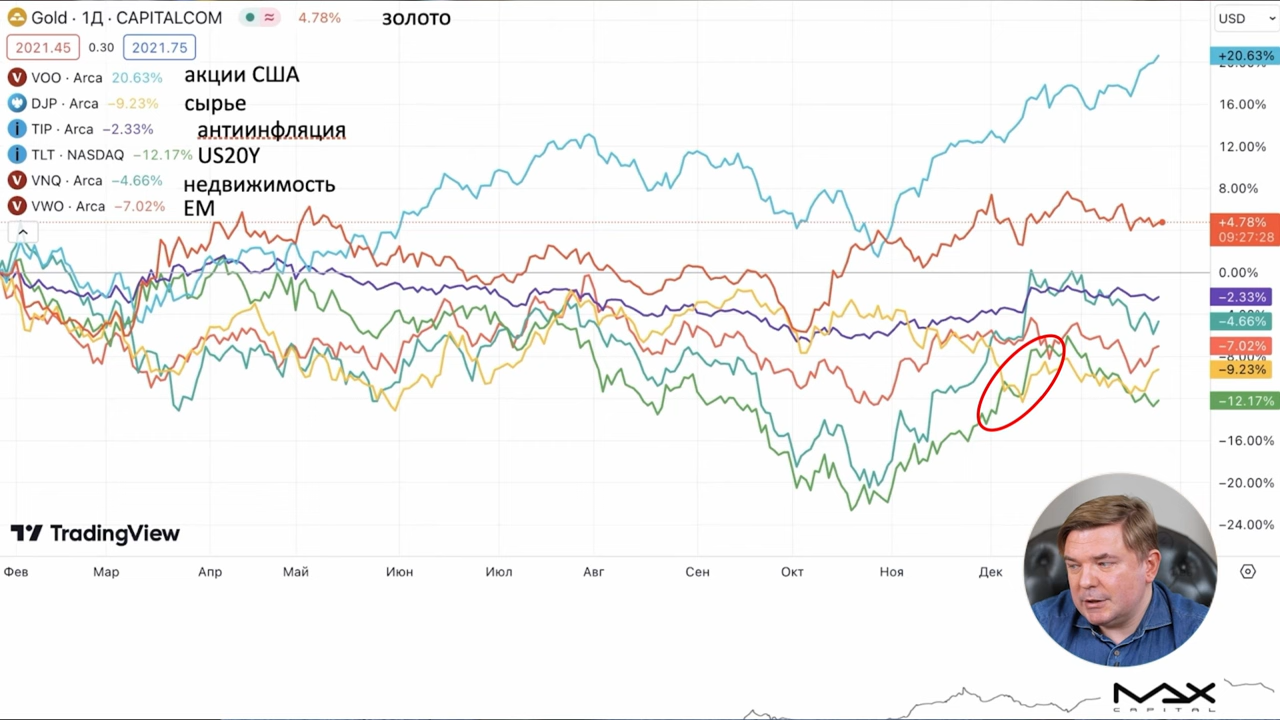 Gold · 1Д · CAPITALCOM 4.78% золото
USD
2021.45 0.30 2021.75
VOO · Arca 20.63% акции США
DJP · Arca −9.23% сырье
TIP · Arca −2.33% антиинфляция
TLT · NASDAQ −12.17% US20Y
VNQ · Arca −4.66% недвижимость
VWO · Arca −7.02% EM
+20.63%
16.00%
12.00%
8.00%
+4.78%
09:27:28
0.00%
−2.33%
−4.66%
−7.02%
−8.00%
−9.23%
−12.17%
−16.00%
−20.00%
−24.00%
TradingView
Фев Мар Апр Май Июн Июл Авг Сен Окт Ноя Дек
MAX
CAPITAL